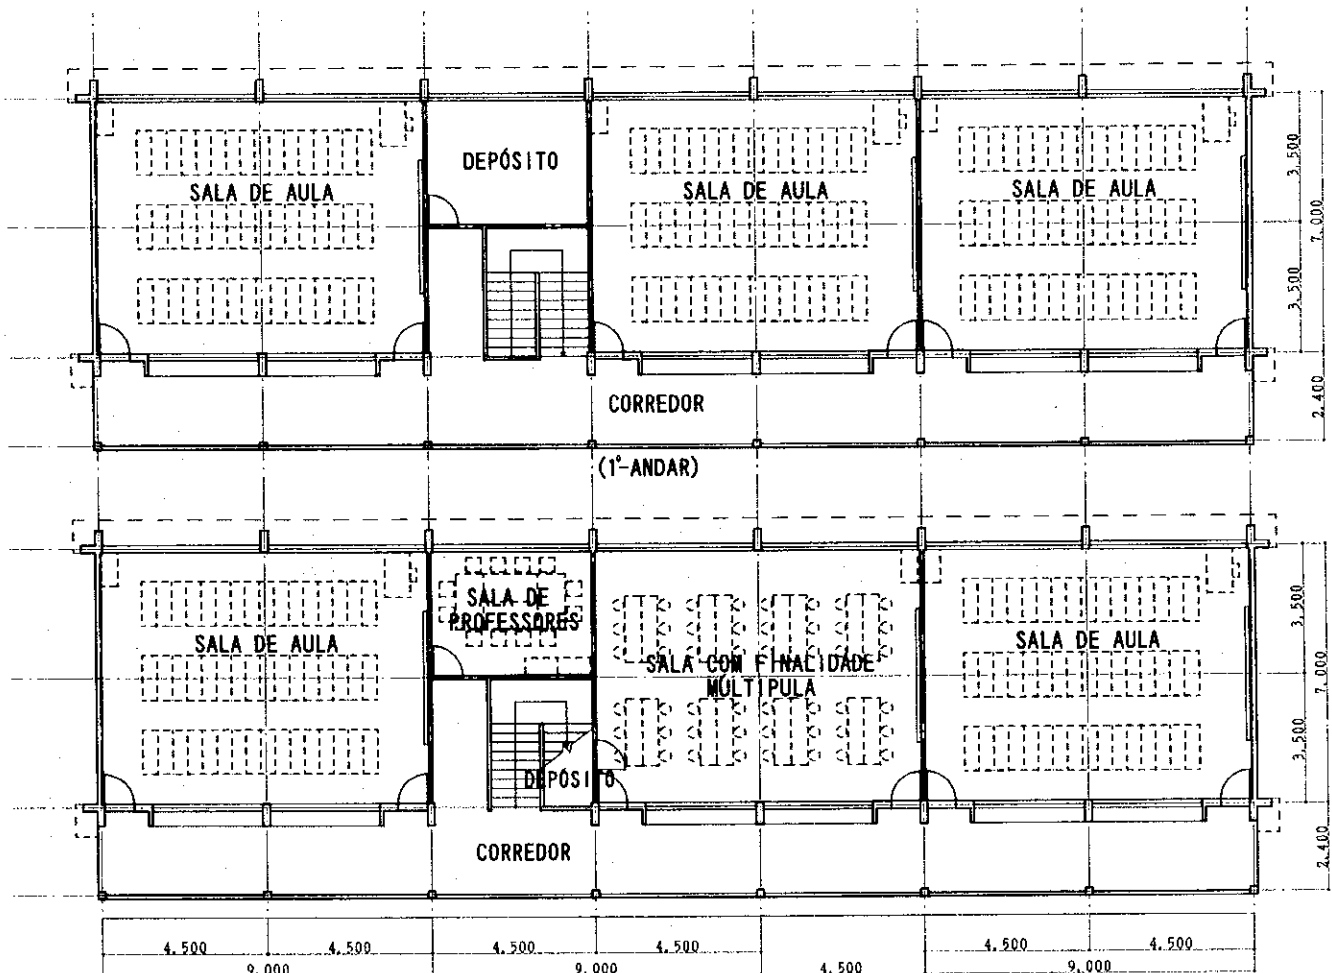 DEPÓSITO
SALA DE AULA
SALA DE AULA
SALA DE AULA
3.500
7.000
3.500
2.400
CORREDOR
(1º-ANDAR)
SALA DE
PROFESSORES
SALA DE AULA
SALA COM FINALIDADE
MÚLTIPULA
SALA DE AULA
3.500
7.000
3.500
DEPÓSITO
2.400
CORREDOR
4.500
4.500
4.500
4.500
4.500
4.500
4.500
9.000
9.000
9.000